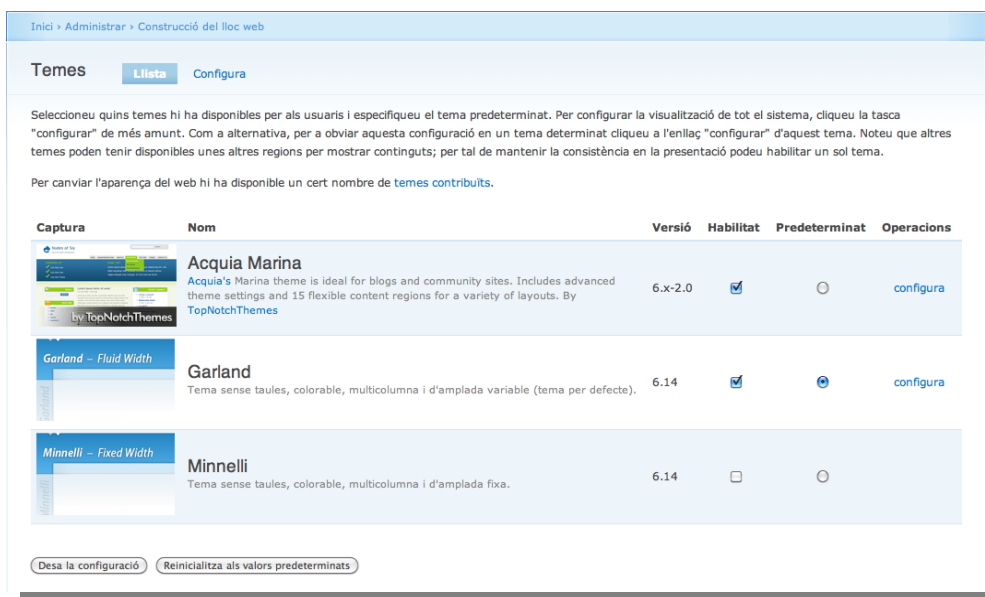 Inici › Administrar › Construcció del lloc web
Temes Llista Configura
Seleccioneu quins temes hi ha disponibles per als usuaris i especifiqueu el tema predeterminat. Per configurar la visualització de tot el sistema, cliqueu la tasca
"configurar" de més amunt. Com a alternativa, per a obviar aquesta configuració en un tema determinat cliqueu a l'enllaç "configurar" d'aquest tema. Noteu que altres
temes poden tenir disponibles unes altres regions per mostrar continguts; per tal de mantenir la consistència en la presentació podeu habilitar un sol tema.
Per canviar l'aparença del web hi ha disponible un cert nombre de temes contribuïts.
Captura Nom Versió Habilitat Predeterminat Operacions
by TopNotchThemes
Acquia Marina
Acquia's Marina theme is ideal for blogs and community sites. Includes advanced
theme settings and 15 flexible content regions for a variety of layouts. By
TopNotchThemes
6.x-2.0 configura
Garland – Fluid Width
Garland
Garland
Tema sense taules, colorable, multicolumna i d'amplada variable (tema per defecte).
6.14 configura
Minnelli – Fixed Width
Minnelli
Minnelli
Tema sense taules, colorable, multicolumna i d'amplada fixa.
6.14
Desa la configuració Reinicialitza als valors predeterminats